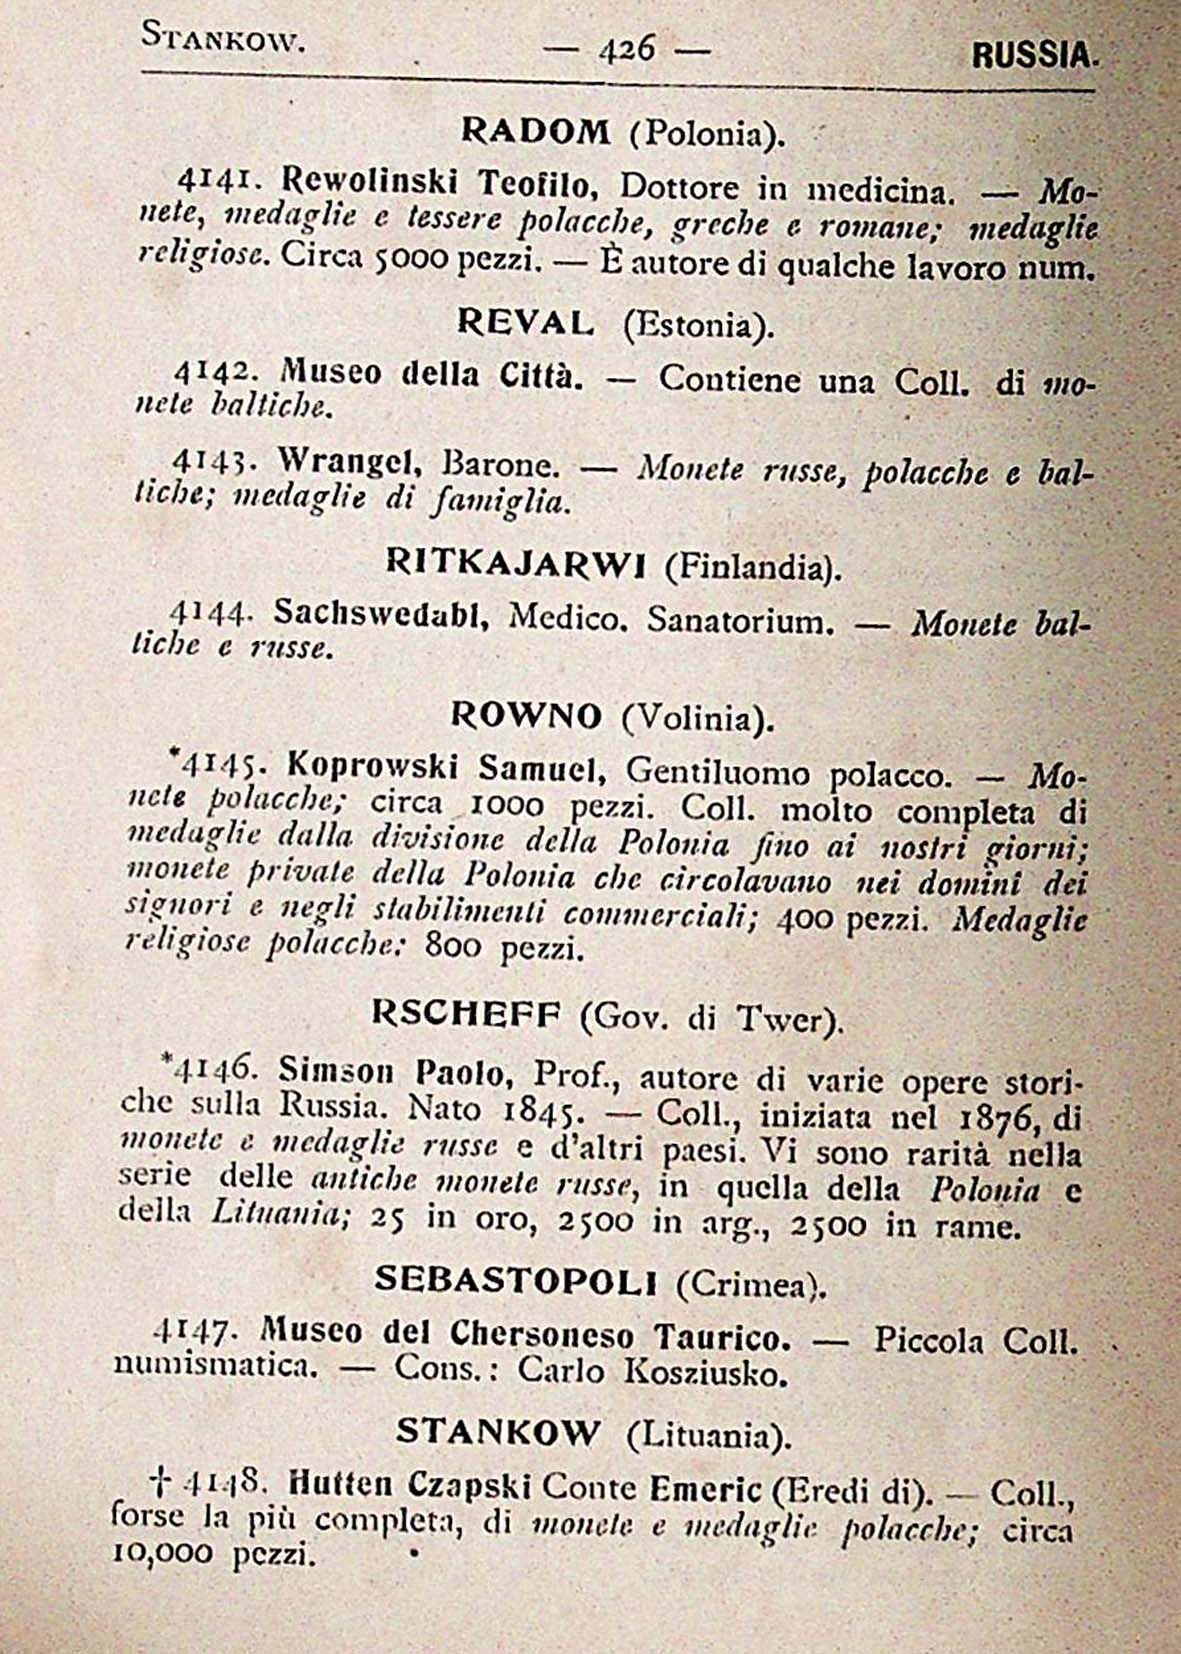 STANKOW. — 426 — RUSSIA.
RADOM (Polonia).
4141. Rewolinski Teofilo, Dottore in medicina. — Mo-
nete, medaglie e tessere polacche, greche e romane; medaglie
religiose. Circa 5000 pezzi. — È autore di qualche lavoro num.
REVAL (Estonia).
4142. Museo della Città. — Contiene una Coll. di mo-
nete baltiche.
4143. Wrangel, Barone. — Monete russe, polacche e bal-
tiche; medaglie di famiglia.
RITKAJARWI (Finlandia).
4144. Sachswedabl, Medico. Sanatorium. — Monete bal-
tiche e russe.
ROWNO (Volinia).
*4145. Koprowski Samuel, Gentiluomo polacco. — Mo-
nete polacche; circa 1000 pezzi. Coll. molto completa di
medaglie dalla divisione della Polonia fino ai nostri giorni;
monete private della Polonia che circolavano nei domini dei
signori e negli stabilimenti commerciali; 400 pezzi. Medaglie
religiose polacche: 800 pezzi.
RSCHEFF (Gov. di Twer).
*4146. Simson Paolo, Prof., autore di varie opere stori-
che sulla Russia. Nato 1845. — Coll., iniziata nel 1876, di
monete e medaglie russe e d'altri paesi. Vi sono rarità nella
serie delle antiche monete russe, in quella della Polonia e
della Lituania; 25 in oro, 2500 in arg., 2500 in rame.
SEBASTOPOLI (Crimea).
4147. Museo del Chersoneso Taurico. — Piccola Coll.
numismatica. — Cons.: Carlo Kosziusko.
STANKOW (Lituania).
† 4148. Hutten Czapski Conte Emeric (Eredi di). — Coll.,
forse la più completa, di monete e medaglie polacche; circa
10,000 pezzi.